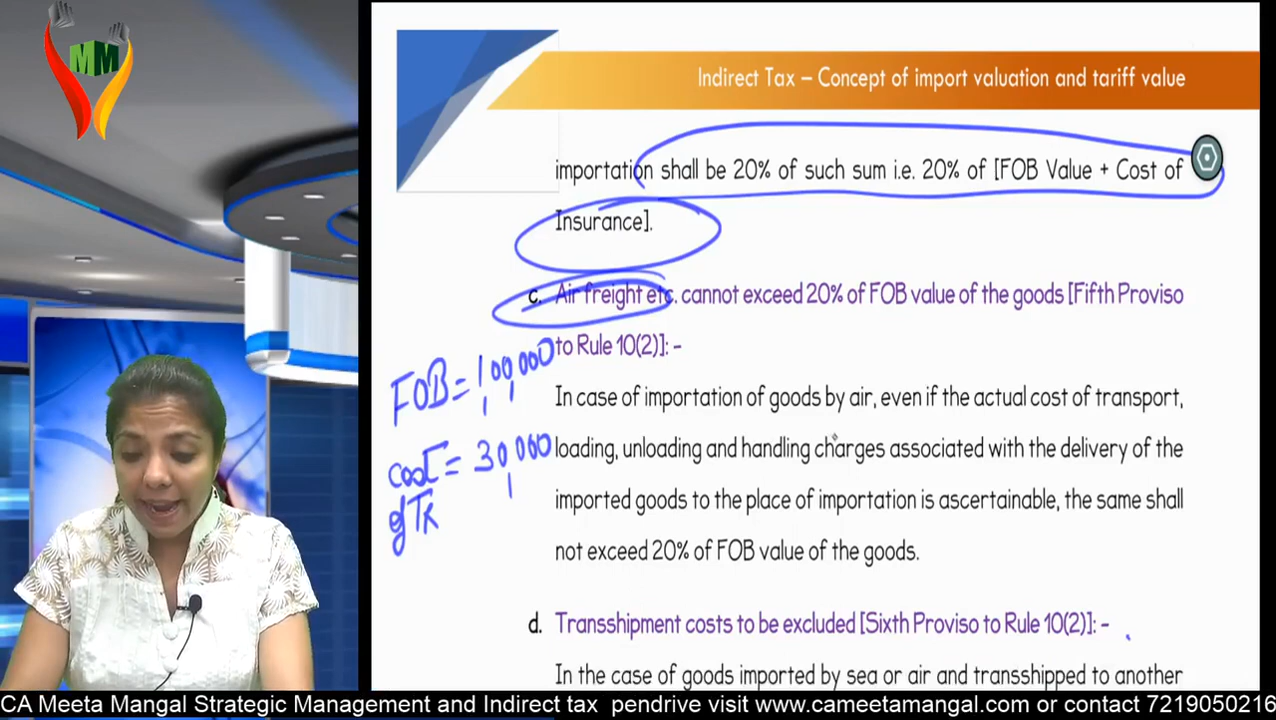 MM
Indirect Tax – Concept of import valuation and tariff value
importation shall be 20% of such sum i.e. 20% of [FOB Value + Cost of
Insurance].
c. Air freight etc. cannot exceed 20% of FOB value of the goods [Fifth Proviso
to Rule 10(2)]: -
FOB = 1,00,000
In case of importation of goods by air, even if the actual cost of transport,
cost = 30,000
loading, unloading and handling charges associated with the delivery of the
of Tr
imported goods to the place of importation is ascertainable, the same shall
not exceed 20% of FOB value of the goods.
d. Transshipment costs to be excluded [Sixth Proviso to Rule 10(2)]: -
In the case of goods imported by sea or air and transshipped to another
CA Meeta Mangal Strategic Management and Indirect tax pendrive visit www.cameetamangal.com or contact 7219050216